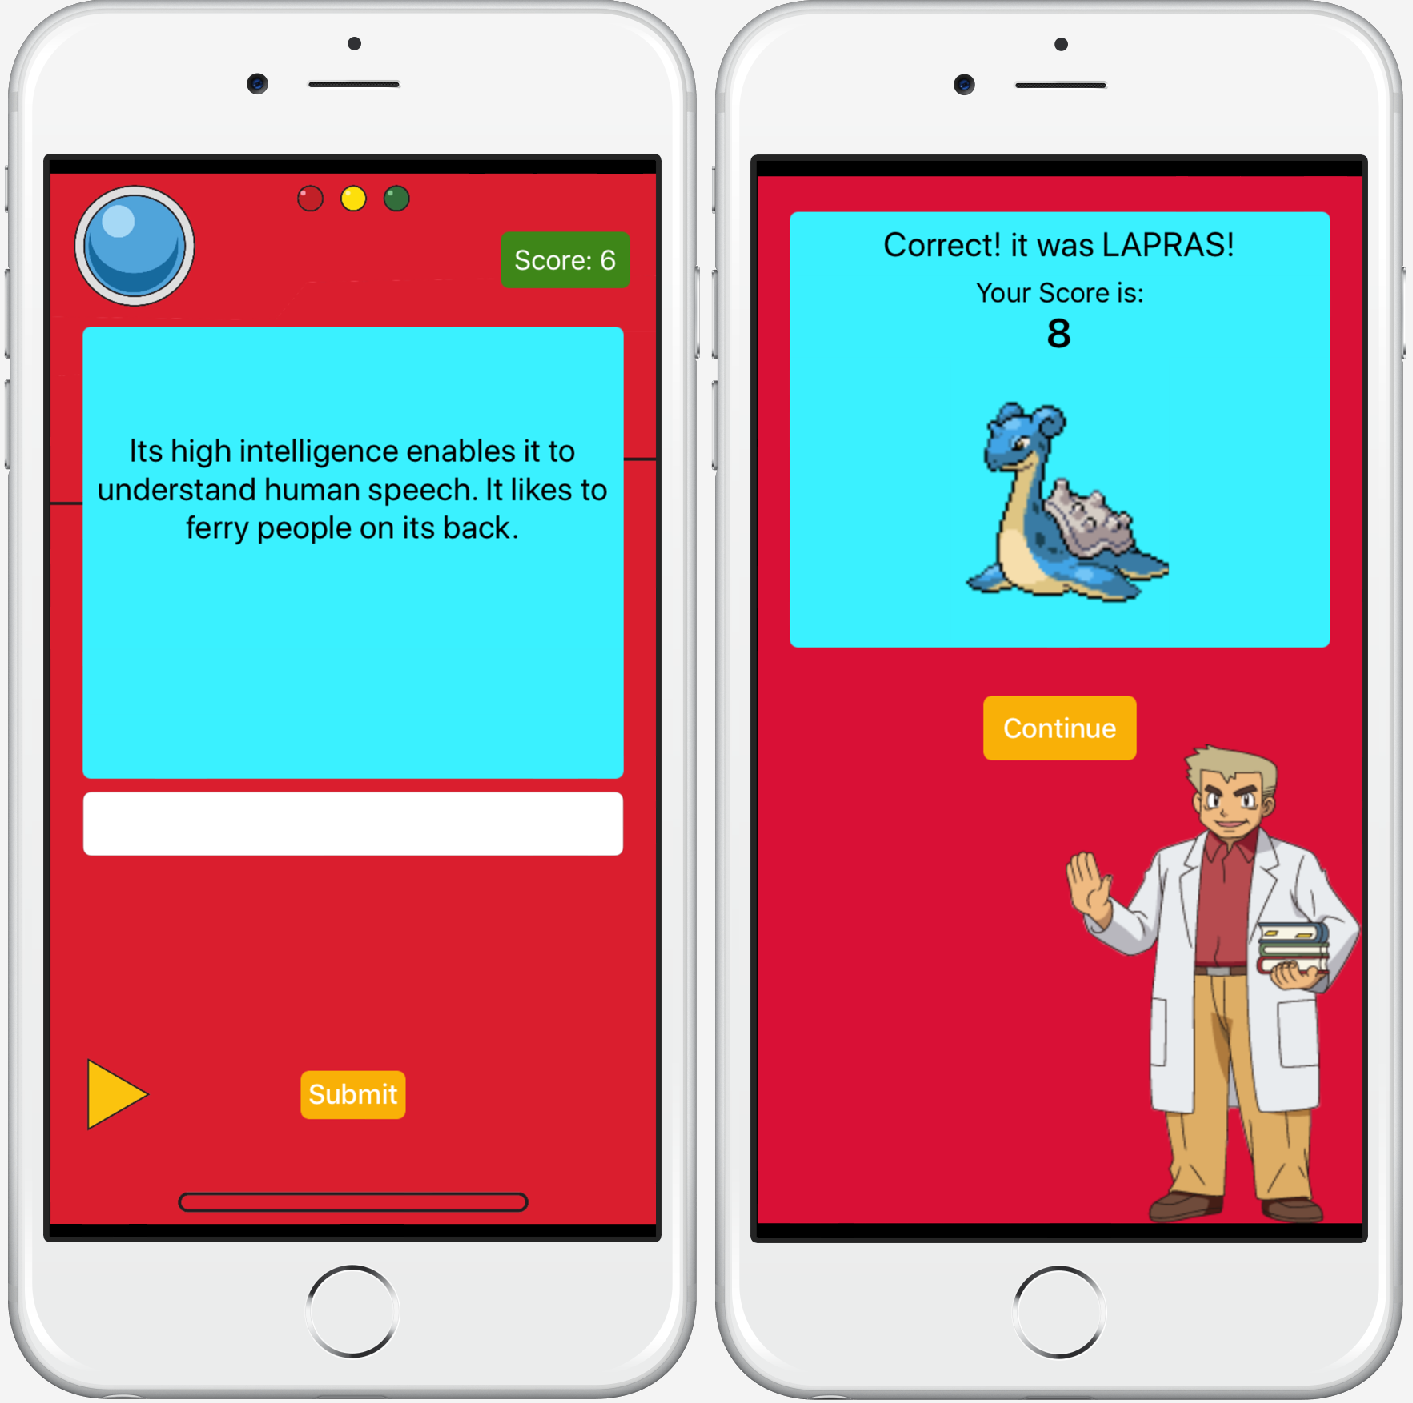 Score: 6
Its high intelligence enables it to
understand human speech. It likes to
ferry people on its back.
Submit
Correct! it was LAPRAS!
Your Score is:
8
Continue